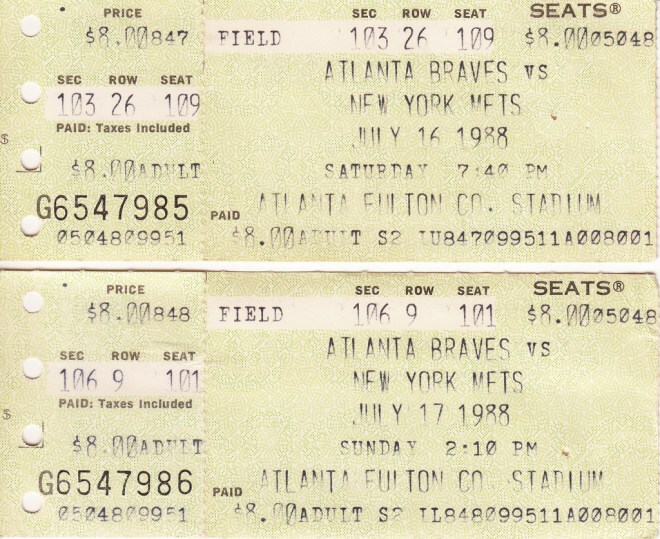 PRICE
$8.00847
SEC ROW SEAT
103 26 109
PAID: Taxes Included
$8.00ADULT
G6547985
0504809951
SEC ROW SEAT SEATS®
FIELD 103 26 109 $8.0005048
ATLANTA BRAVES VS
NEW YORK METS
JULY 16 1988
SATURDAY 7:40 PM
ATLANTA FULTON CO. STADIUM
PAID $8.00ADULT S2 IU847099511A008001
PRICE
$8.00848
SEC ROW SEAT
106 9 101
PAID: Taxes Included
$8.00ADULT
G6547986
0504809951
SEC ROW SEAT SEATS®
FIELD 106 9 101 $8.0005048
ATLANTA BRAVES VS
NEW YORK METS
JULY 17 1988
SUNDAY 2:10 PM
ATLANTA FULTON CO. STADIUM
PAID $8.00ADULT S2 IL848099511A008001